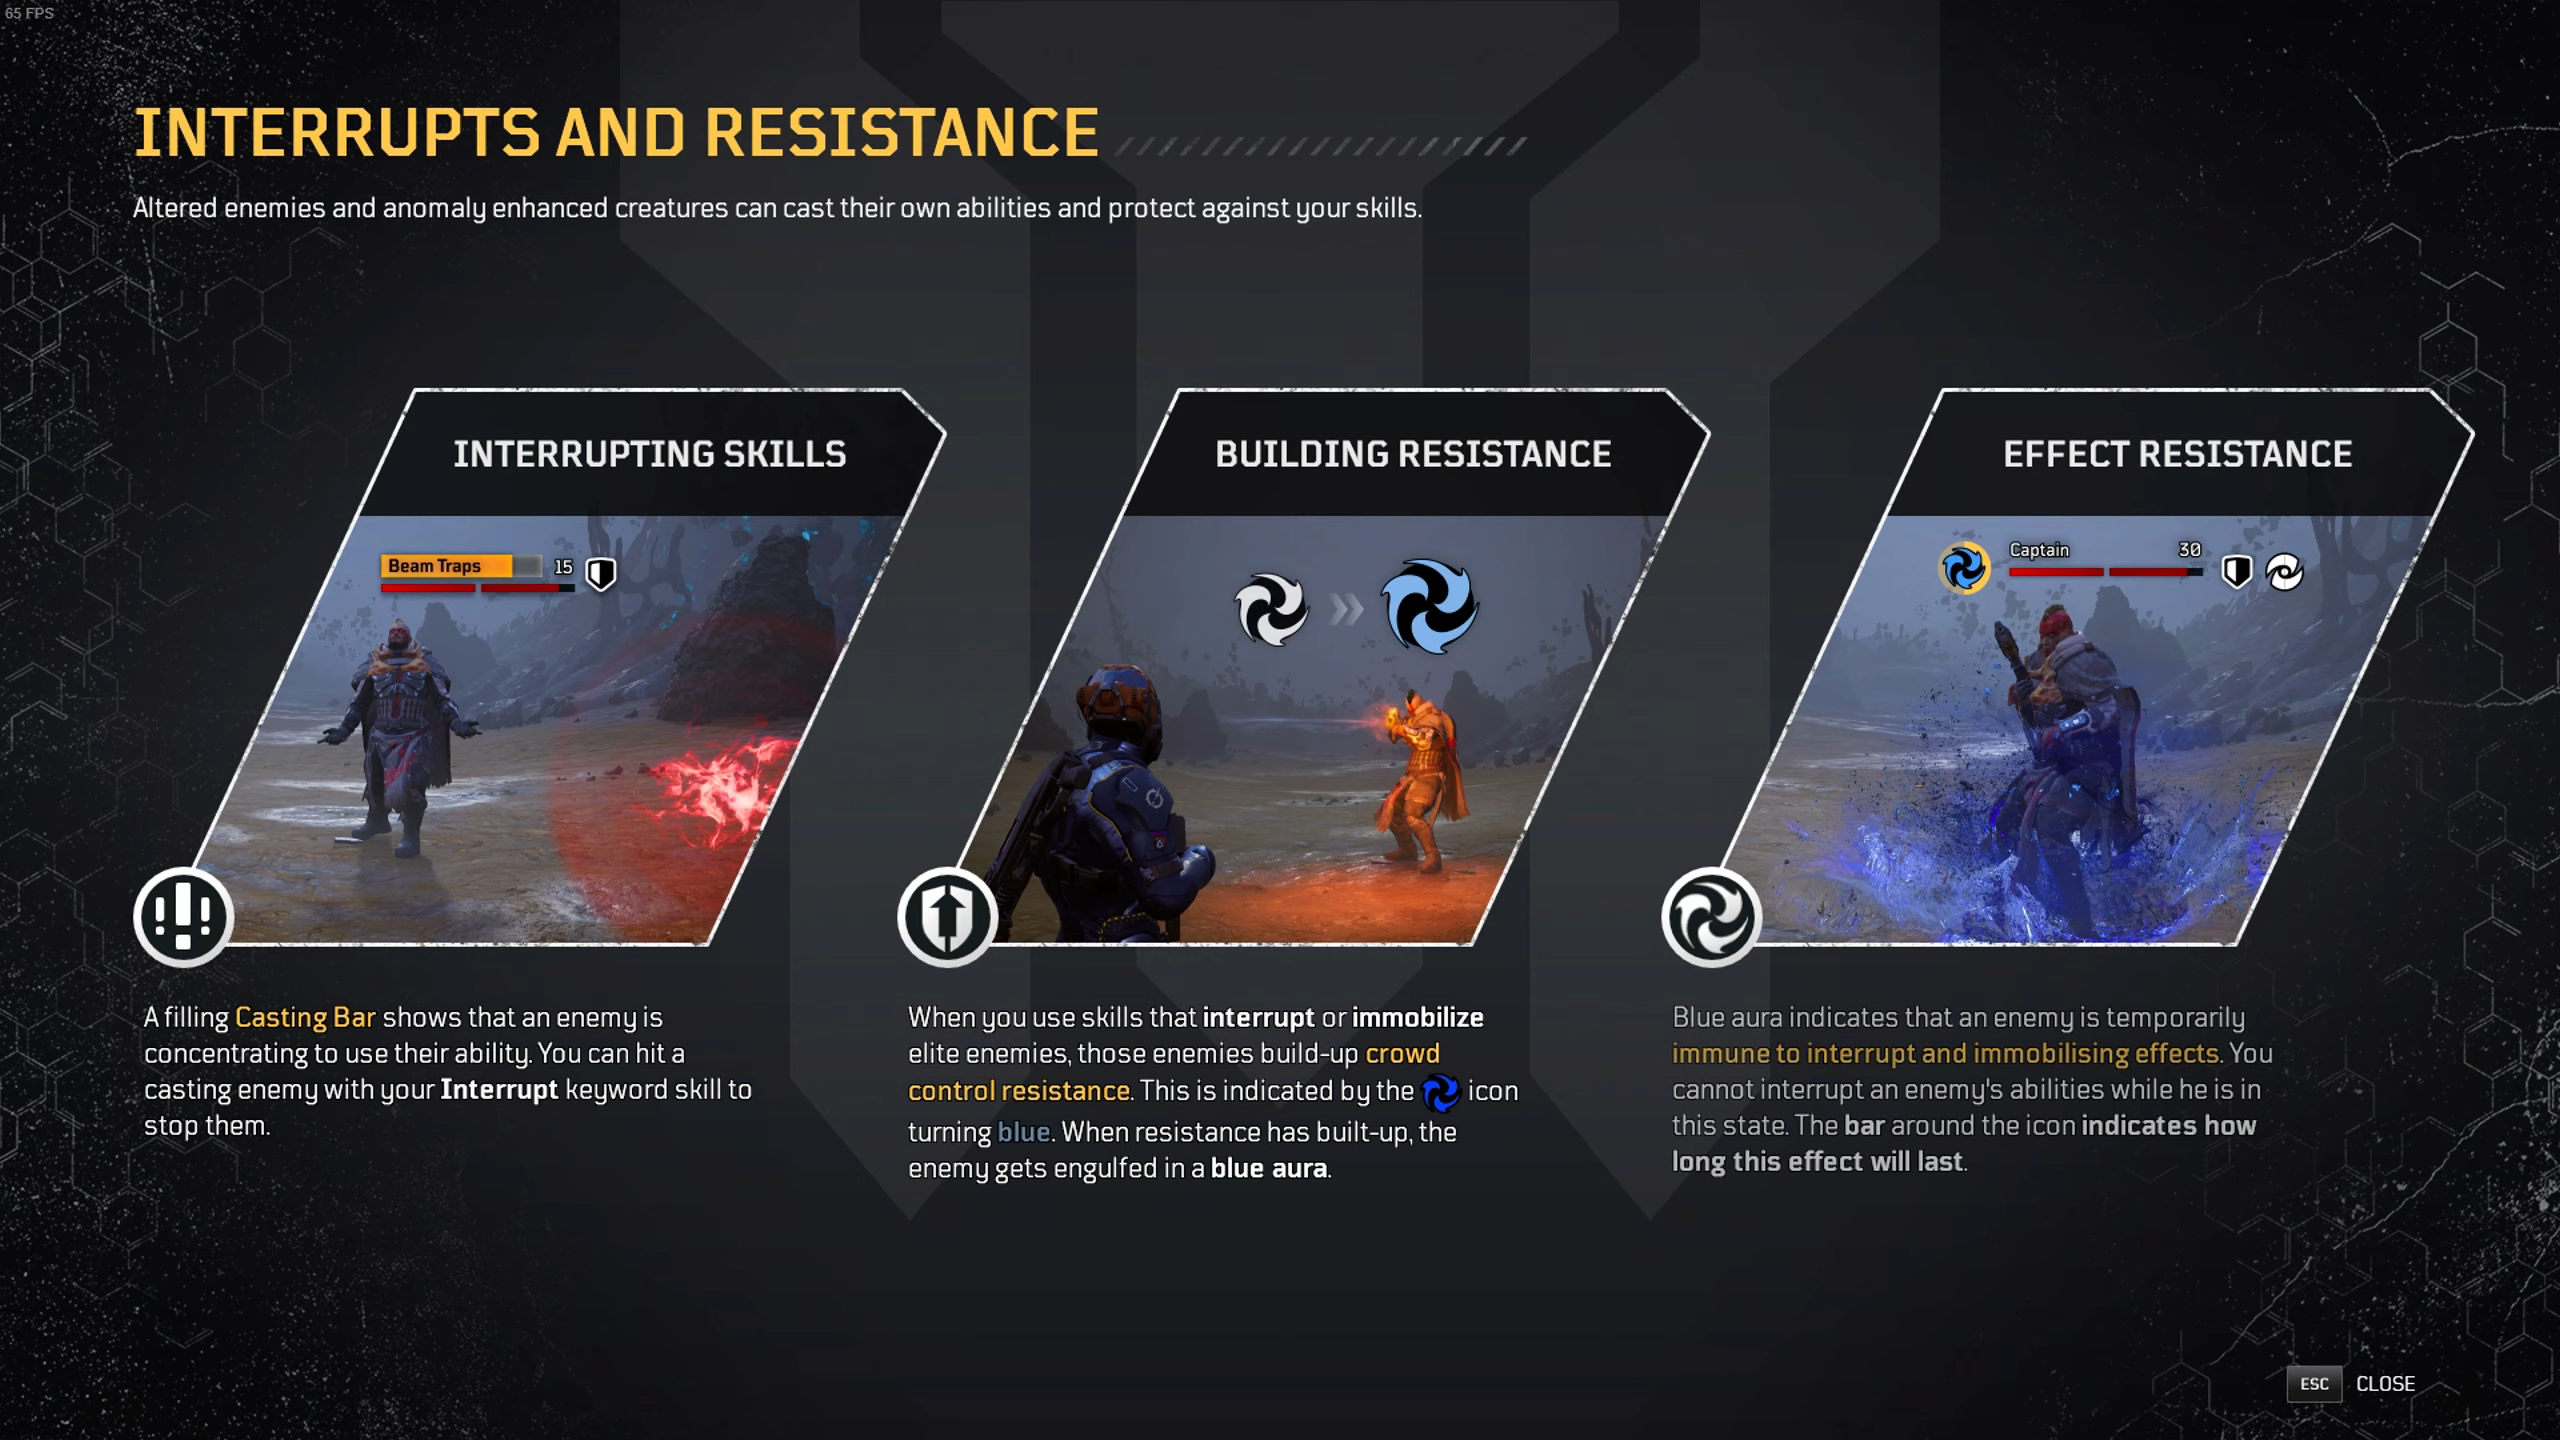 65 FPS
INTERRUPTS AND RESISTANCE
Altered enemies and anomaly enhanced creatures can cast their own abilities and protect against your skills.
INTERRUPTING SKILLS
Beam Traps 15
A filling Casting Bar shows that an enemy is
concentrating to use their ability. You can hit a
casting enemy with your Interrupt keyword skill to
stop them.
BUILDING RESISTANCE
When you use skills that interrupt or immobilize
elite enemies, those enemies build-up crowd
control resistance. This is indicated by the icon
turning blue. When resistance has built-up, the
enemy gets engulfed in a blue aura.
EFFECT RESISTANCE
Captain 30
Blue aura indicates that an enemy is temporarily
immune to interrupt and immobilising effects. You
cannot interrupt an enemy's abilities while he is in
this state. The bar around the icon indicates how
long this effect will last.
ESC CLOSE